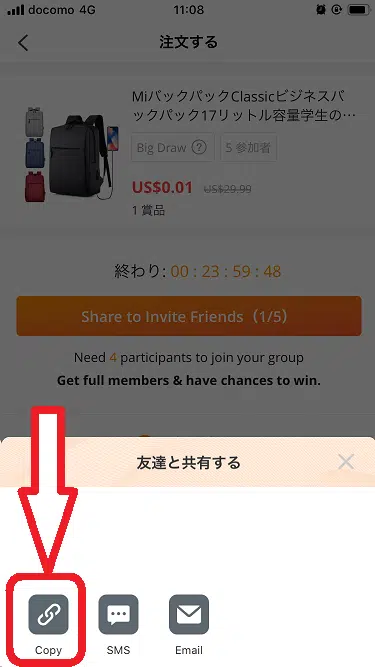 docomo 4G 11:08
注文する
MiバックパックClassicビジネスバ
ックパック17リットル容量学生の…
Big Draw ? 5 参加者
US$0.01 US$29.99
1 賞品
終わり: 00 : 23 : 59 : 48
Share to Invite Friends（1/5）
Need 4 participants to join your group
Get full members & have chances to win.
友達と共有する
Copy SMS Email